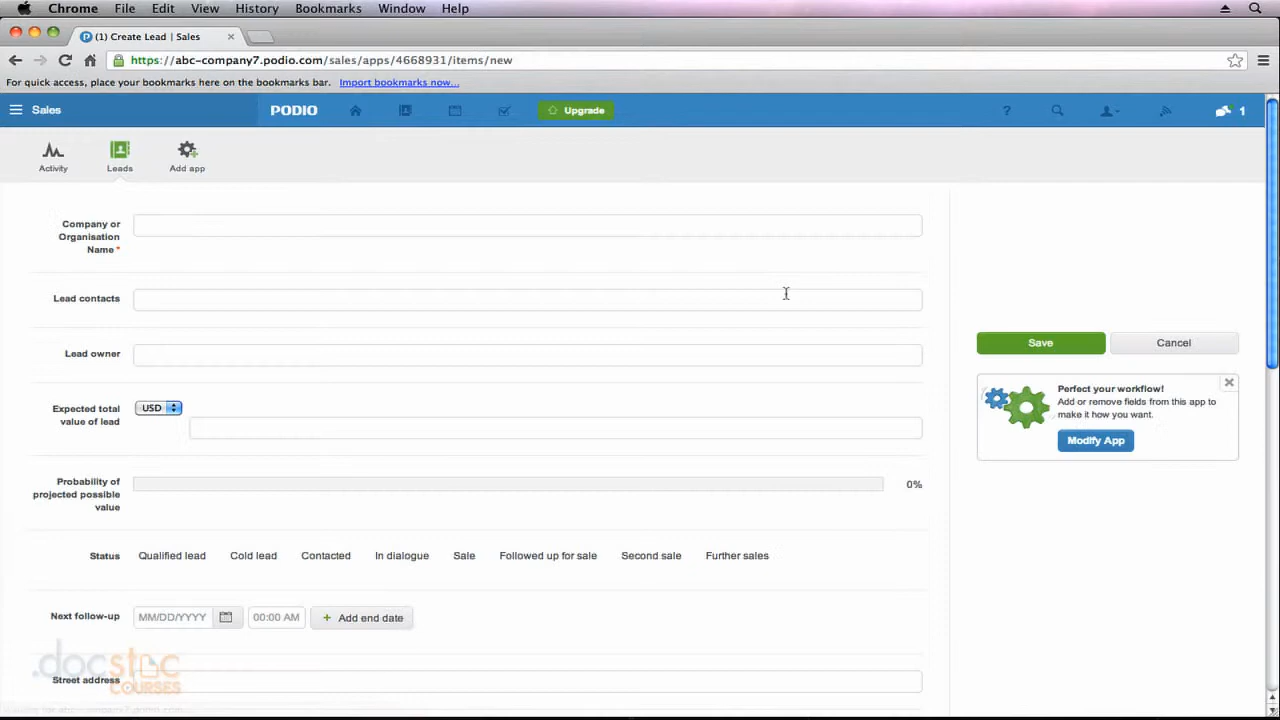 Chrome File Edit View History Bookmarks Window Help
(1) Create Lead | Sales
https://abc-company7.podio.com/sales/apps/4668931/items/new
For quick access, place your bookmarks here on the bookmarks bar. Import bookmarks now...
Sales PODIO Upgrade ? 1
Activity Leads Add app
Company or
Organisation
Name *
Lead contacts
Save Cancel
Lead owner
Perfect your workflow!
Add or remove fields from this app to
make it how you want.
Modify App
Expected total
value of lead
USD
Probability of
projected possible
value
0%
Status Qualified lead Cold lead Contacted In dialogue Sale Followed up for sale Second sale Further sales
Next follow-up MM/DD/YYYY 00:00 AM + Add end date
.docstoc
COURSES
Street address